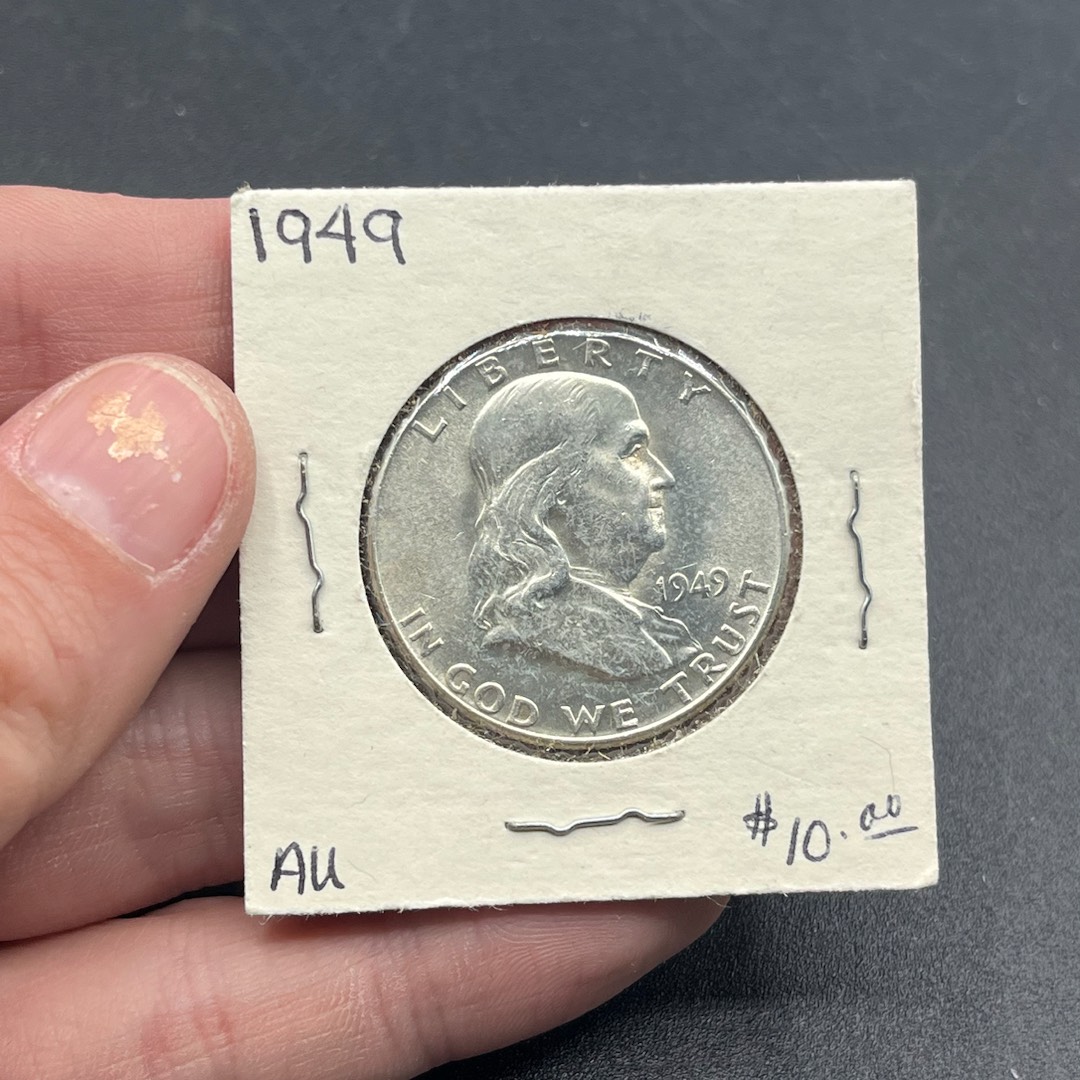 1949
LIBERTY
1949
IN GOD WE TRUST
$10.00
AU